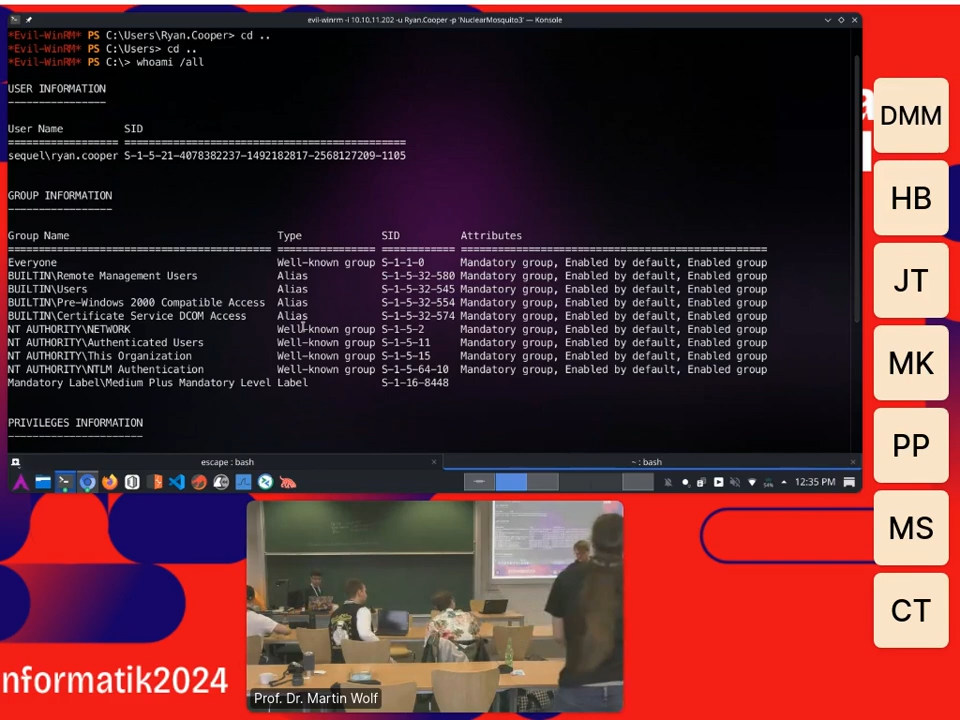 evil-winrm -i 10.10.11.202 -u Ryan.Cooper -p 'NuclearMosquito3' — Konsole
*Evil-WinRM* PS C:\Users\Ryan.Cooper> cd ..
*Evil-WinRM* PS C:\Users> cd ..
*Evil-WinRM* PS C:\> whoami /all
USER INFORMATION
----------------
User Name SID
================== ==============================================
sequel\ryan.cooper S-1-5-21-4078382237-1492182817-2568127209-1105
GROUP INFORMATION
-----------------
Group Name Type SID Attributes
=========================================== ================ ============ ==================================================
Everyone Well-known group S-1-1-0 Mandatory group, Enabled by default, Enabled group
BUILTIN\Remote Management Users Alias S-1-5-32-580 Mandatory group, Enabled by default, Enabled group
BUILTIN\Users Alias S-1-5-32-545 Mandatory group, Enabled by default, Enabled group
BUILTIN\Pre-Windows 2000 Compatible Access Alias S-1-5-32-554 Mandatory group, Enabled by default, Enabled group
BUILTIN\Certificate Service DCOM Access Alias S-1-5-32-574 Mandatory group, Enabled by default, Enabled group
NT AUTHORITY\NETWORK Well-known group S-1-5-2 Mandatory group, Enabled by default, Enabled group
NT AUTHORITY\Authenticated Users Well-known group S-1-5-11 Mandatory group, Enabled by default, Enabled group
NT AUTHORITY\This Organization Well-known group S-1-5-15 Mandatory group, Enabled by default, Enabled group
NT AUTHORITY\NTLM Authentication Well-known group S-1-5-64-10 Mandatory group, Enabled by default, Enabled group
Mandatory Label\Medium Plus Mandatory Level Label S-1-16-8448
PRIVILEGES INFORMATION
----------------------
escape : bash
~ : bash
12:35 PM
DMM
HB
JT
MK
PP
MS
CT
nformatik2024
Prof. Dr. Martin Wolf